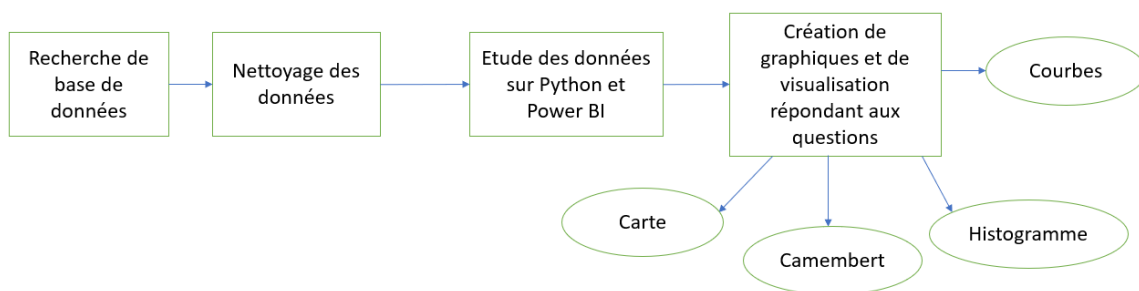 Recherche de
base de
données
Nettoyage des
données
Etude des données
sur Python et
Power BI
Création de
graphiques et de
visualisation
répondant aux
questions
Courbes
Carte
Camembert
Histogramme